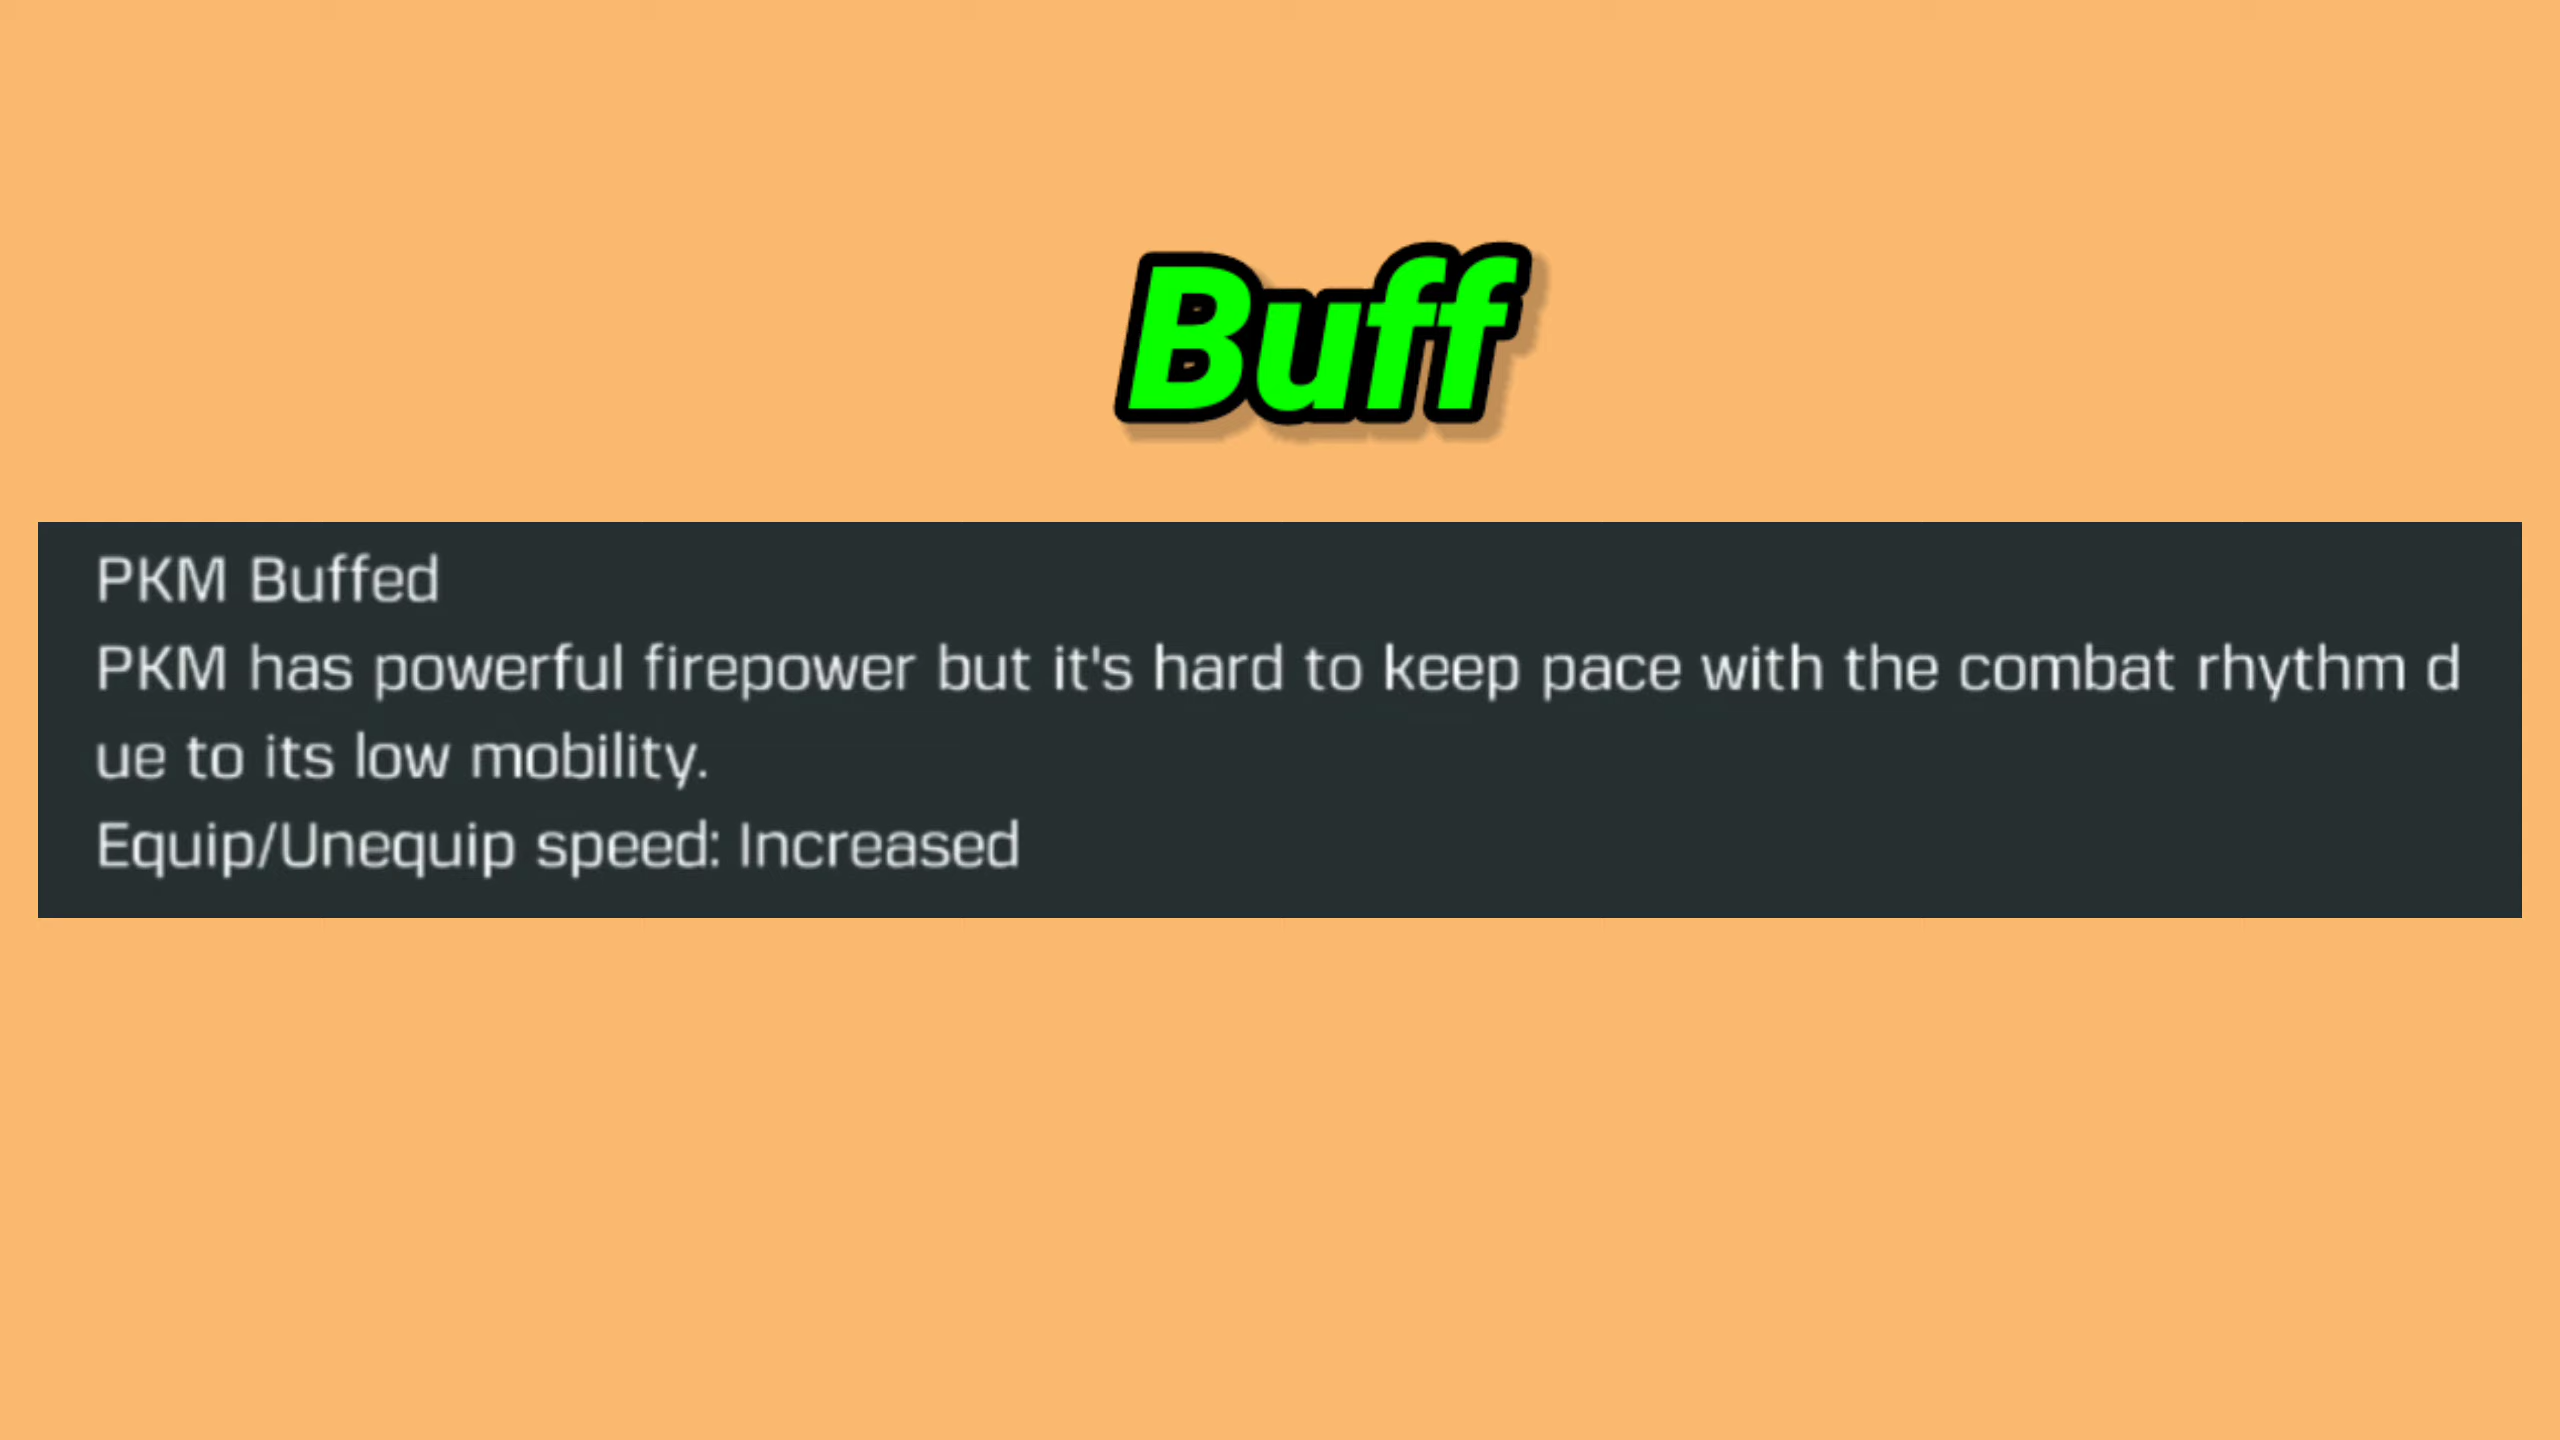 Buff
PKM Buffed
PKM has powerful firepower but it's hard to keep pace with the combat rhythm d
ue to its low mobility.
Equip/Unequip speed: Increased